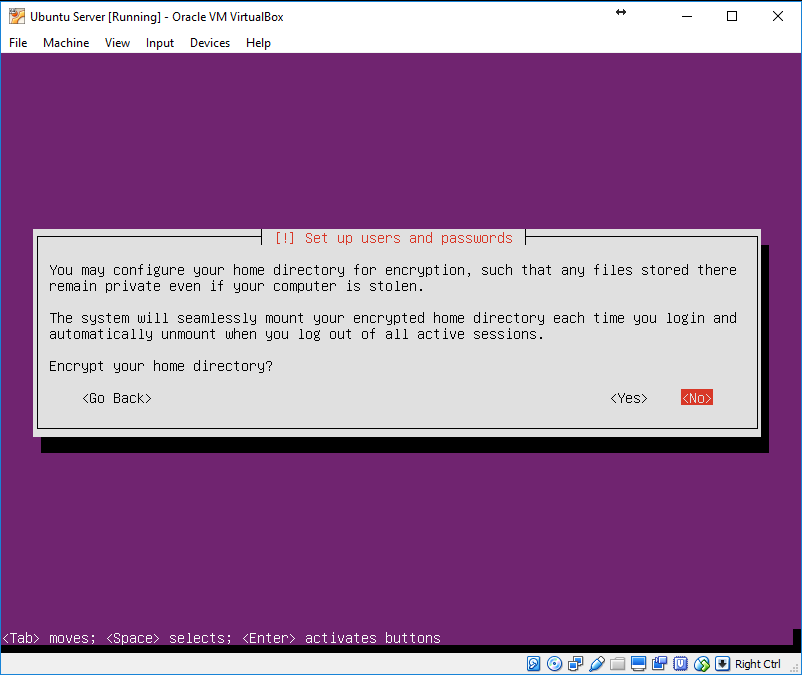 Ubuntu Server [Running] - Oracle VM VirtualBox
File Machine View Input Devices Help
[!] Set up users and passwords
You may configure your home directory for encryption, such that any files stored there
remain private even if your computer is stolen.
The system will seamlessly mount your encrypted home directory each time you login and
automatically unmount when you log out of all active sessions.
Encrypt your home directory?
<Go Back> <Yes> <No>
<Tab> moves; <Space> selects; <Enter> activates buttons
Right Ctrl